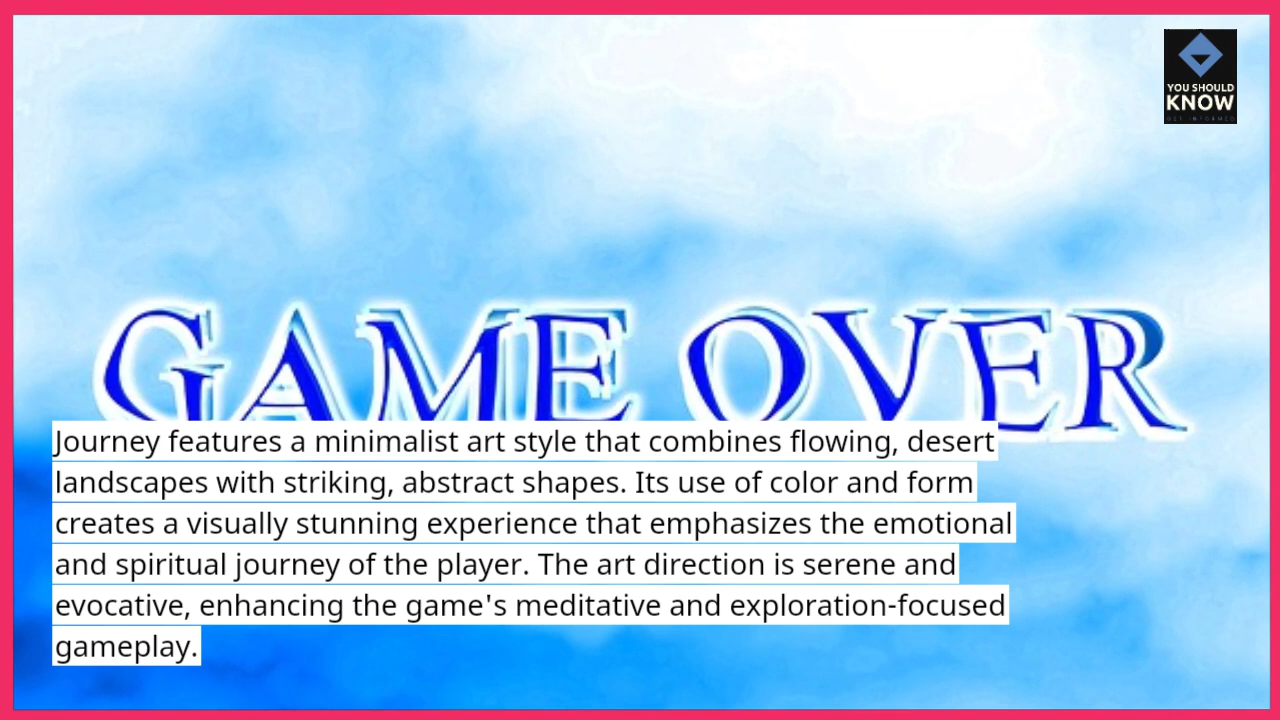 YOU SHOULD
KNOW
GET INFORMED
GAME OVER
Journey features a minimalist art style that combines flowing, desert
landscapes with striking, abstract shapes. Its use of color and form
creates a visually stunning experience that emphasizes the emotional
and spiritual journey of the player. The art direction is serene and
evocative, enhancing the game's meditative and exploration-focused
gameplay.